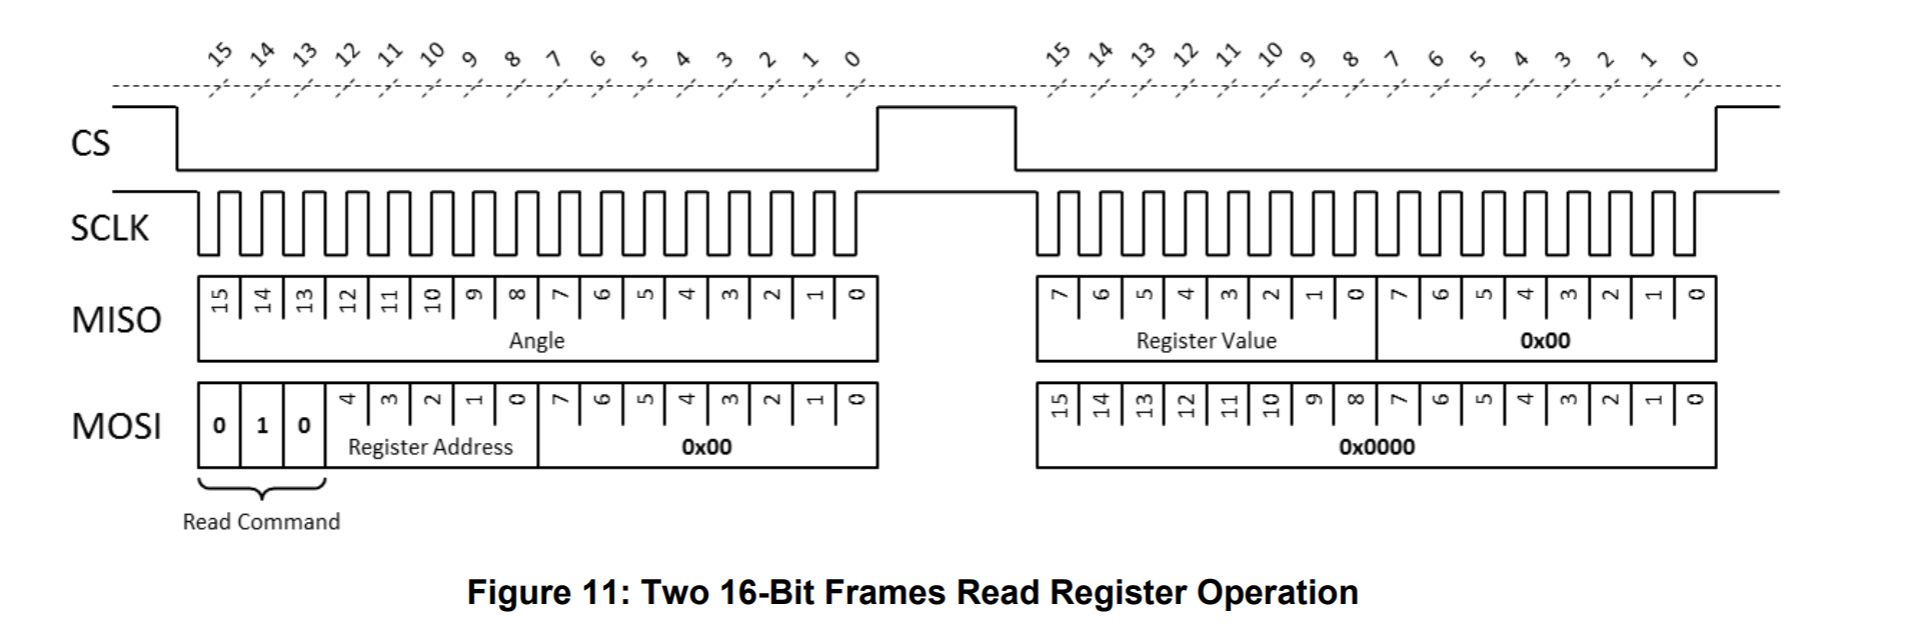 15 14 13 12 11 10 9 8 7 6 5 4 3 2 1 0 15 14 13 12 11 10 9 8 7 6 5 4 3 2 1 0
CS
SCLK
MISO 15 14 13 12 11 10 9 8 7 6 5 4 3 2 1 0 7 6 5 4 3 2 1 0 7 6 5 4 3 2 1 0
Angle Register Value 0x00
MOSI 0 1 0 4 3 2 1 0 7 6 5 4 3 2 1 0 15 14 13 12 11 10 9 8 7 6 5 4 3 2 1 0
Register Address 0x00 0x0000
Read Command
Figure 11: Two 16-Bit Frames Read Register Operation